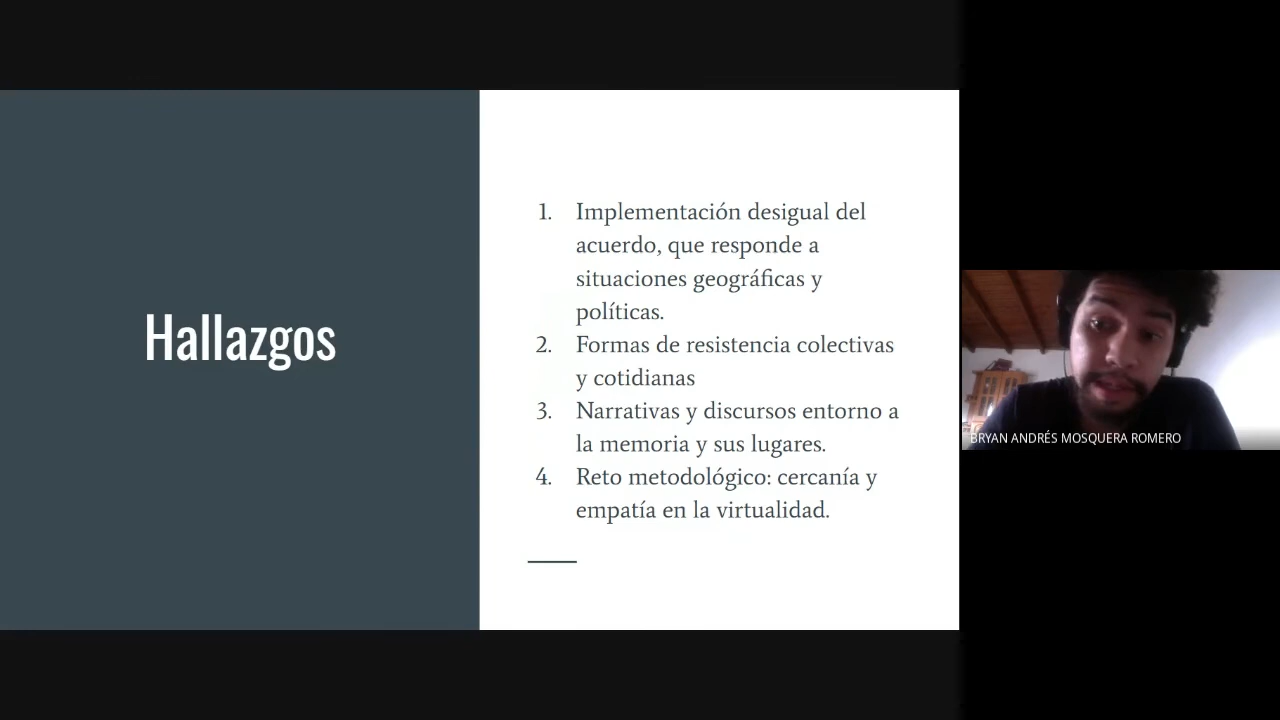 Hallazgos
1. Implementación desigual del
acuerdo, que responde a
situaciones geográficas y
políticas.
2. Formas de resistencia colectivas
y cotidianas
3. Narrativas y discursos entorno a
la memoria y sus lugares.
4. Reto metodológico: cercanía y
empatía en la virtualidad.
BRYAN ANDRÉS MOSQUERA ROMERO